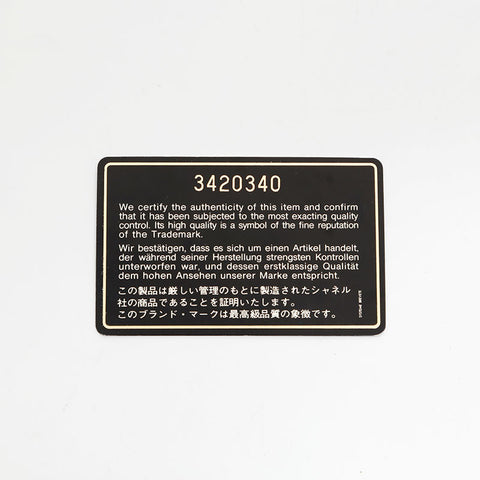 3420340
We certify the authenticity of this item and confirm
that it has been subjected to the most exacting quality
control. Its high quality is a symbol of the fine reputation
of the Trademark.
Wir bestätigen, dass es sich um einen Artikel handelt,
der während seiner Herstellung strengsten Kontrollen
unterworfen war, und dessen erstklassige Qualität
dem hohen Ansehen unserer Marke entspricht.
この製品は厳しい管理のもとに製造されたシャネル
社の商品であることを証明いたします。
このブランド・マークは最高級品質の象徴です。